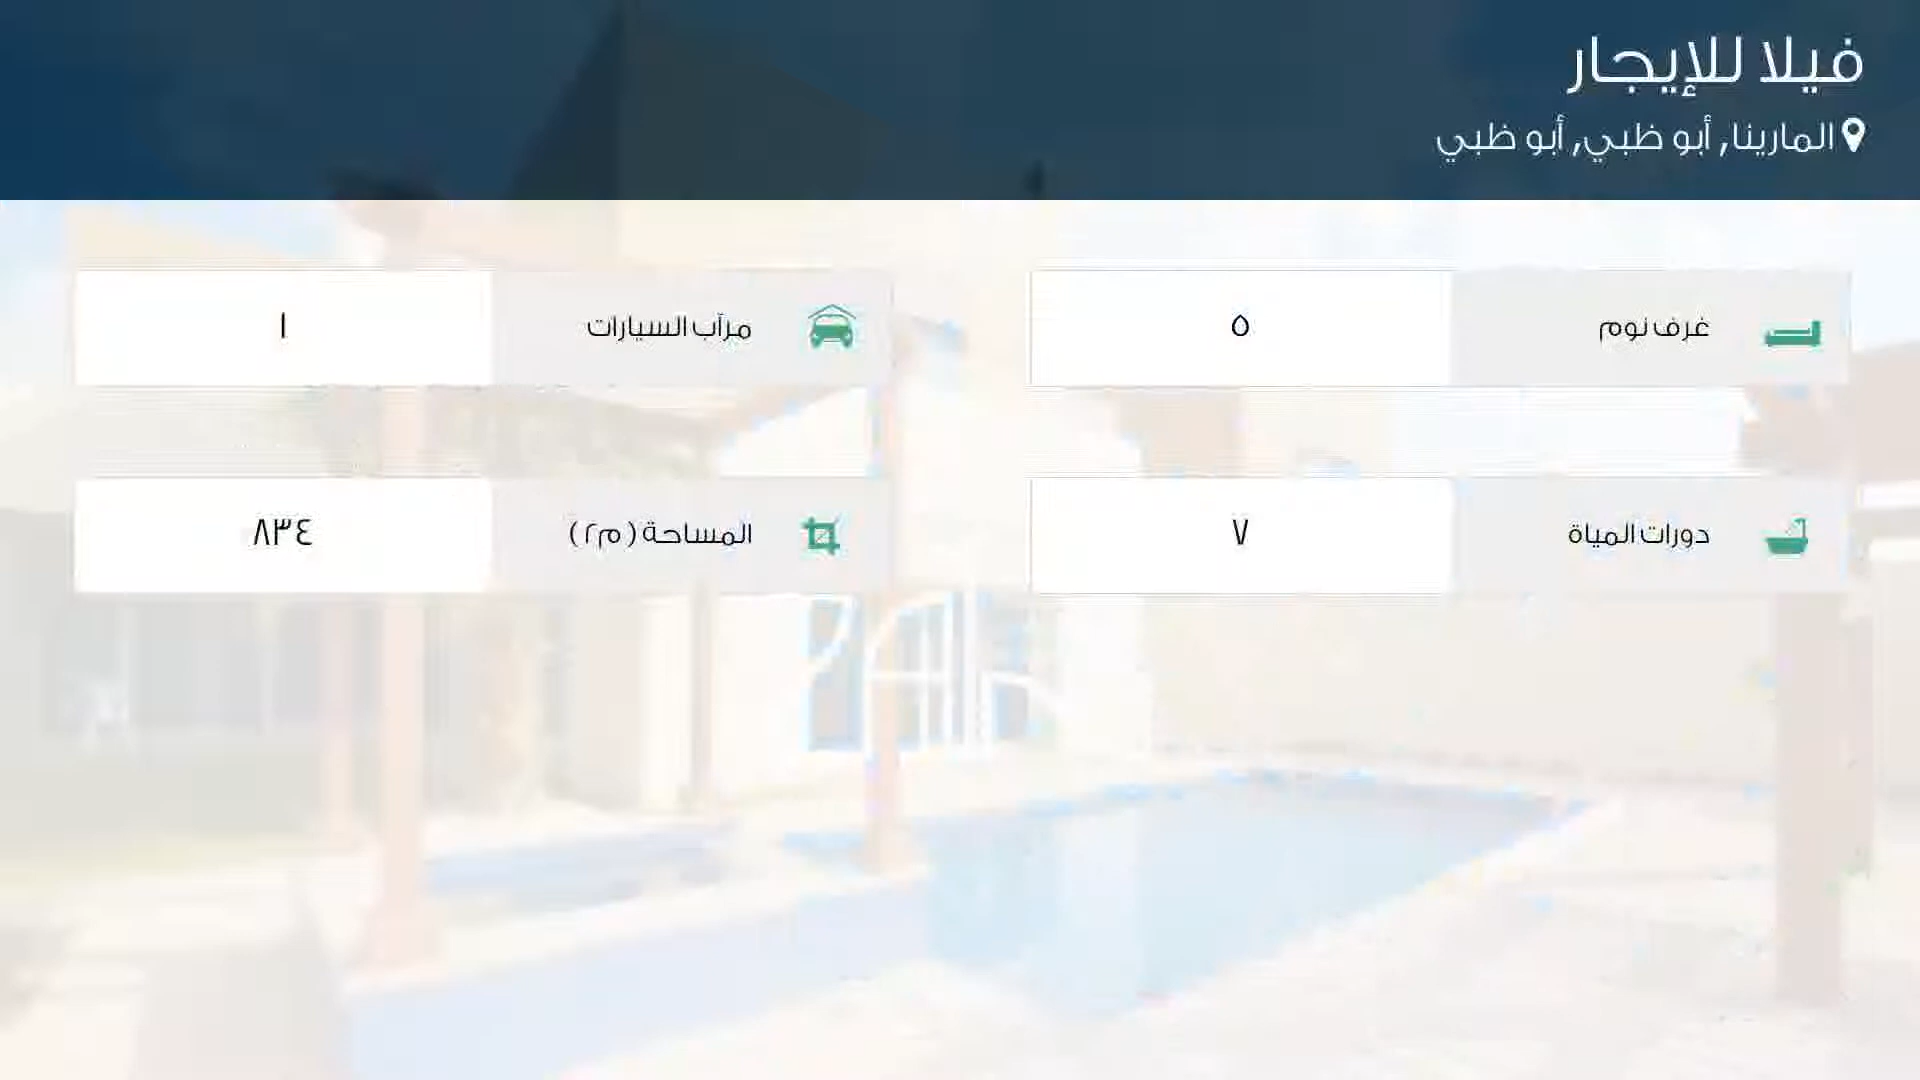 فيلا للإيجار
المارينا, أبو ظبي, أبو ظبي
غرف نوم
٥
مرآب السيارات
١
دورات المياة
٧
المساحة (م٢)
٨٣٤